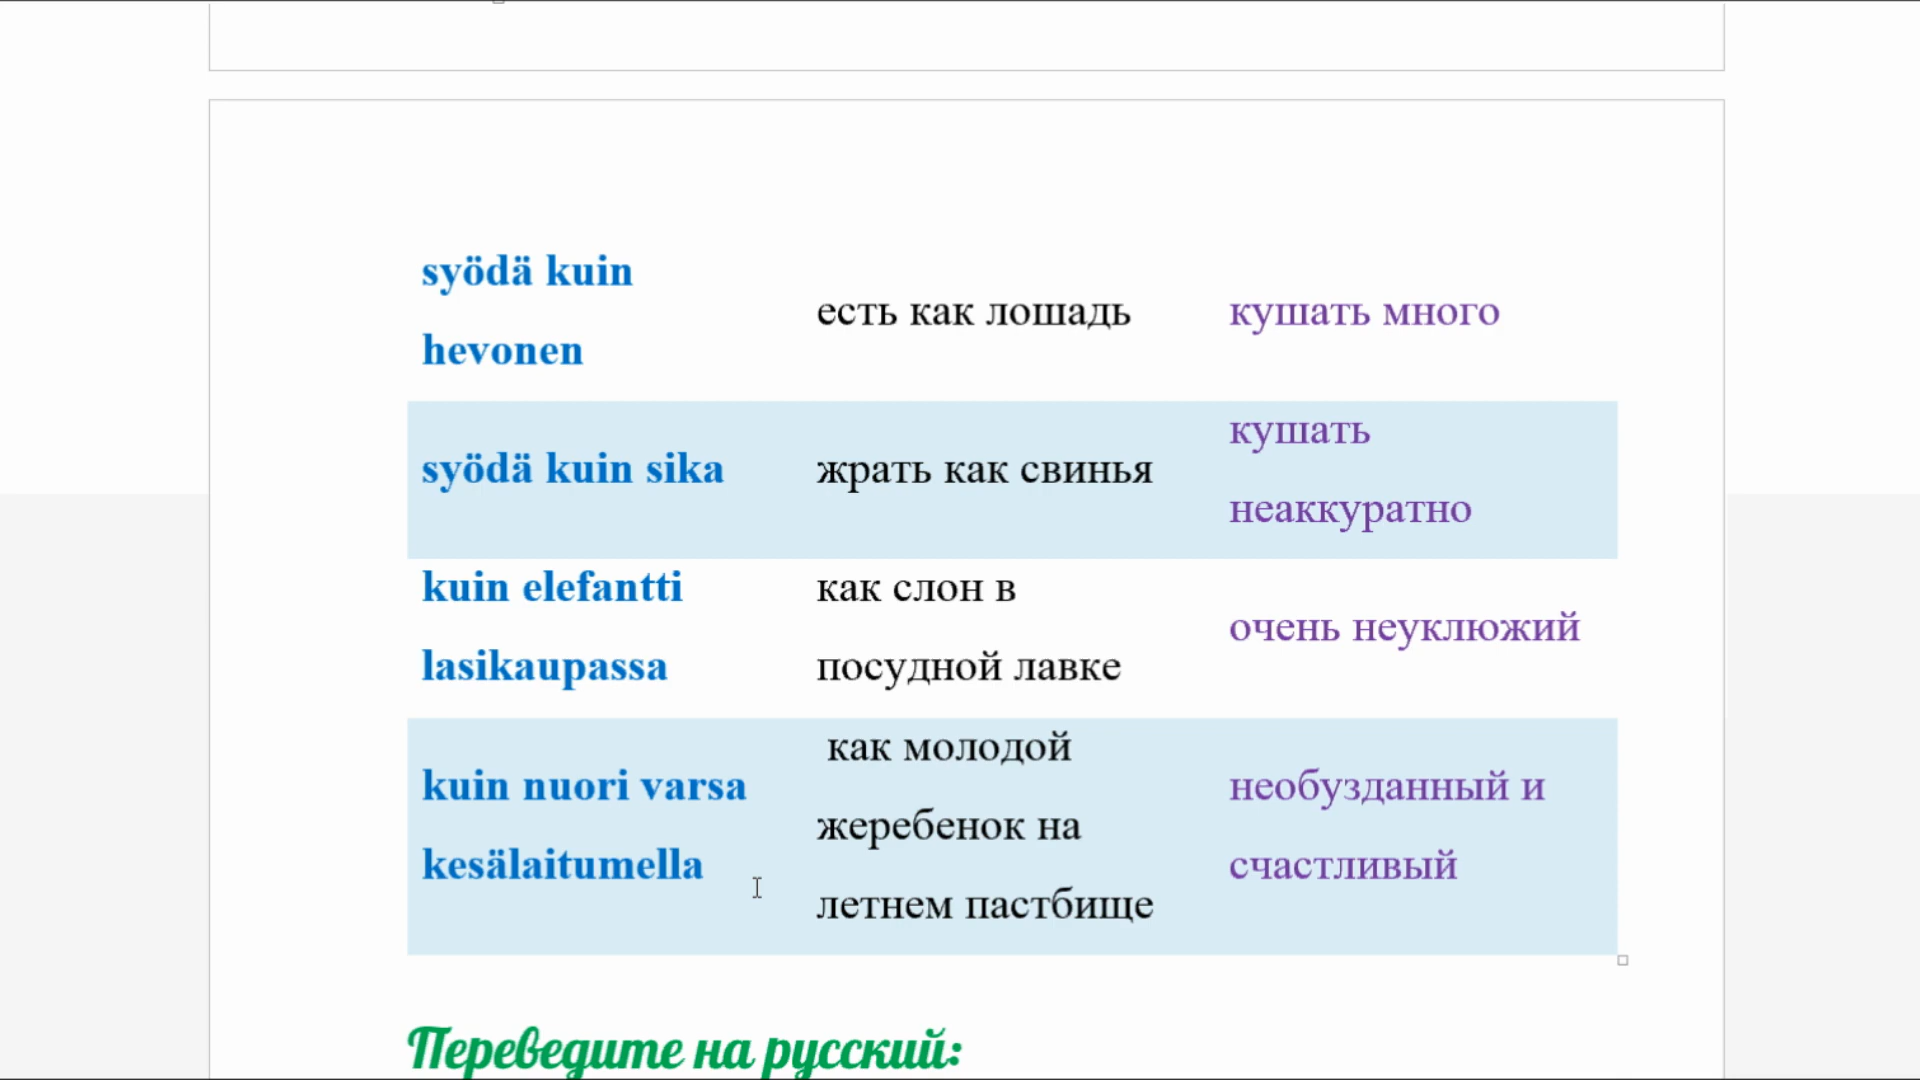 syödä kuin
hevonen
есть как лошадь
кушать много
syödä kuin sika
жрать как свинья
кушать
неаккуратно
kuin elefantti
lasikaupassa
как слон в
посудной лавке
очень неуклюжий
kuin nuori varsa
kesälaitumella
как молодой
жеребенок на
летнем пастбище
необузданный и
счастливый
Переведите на русский: